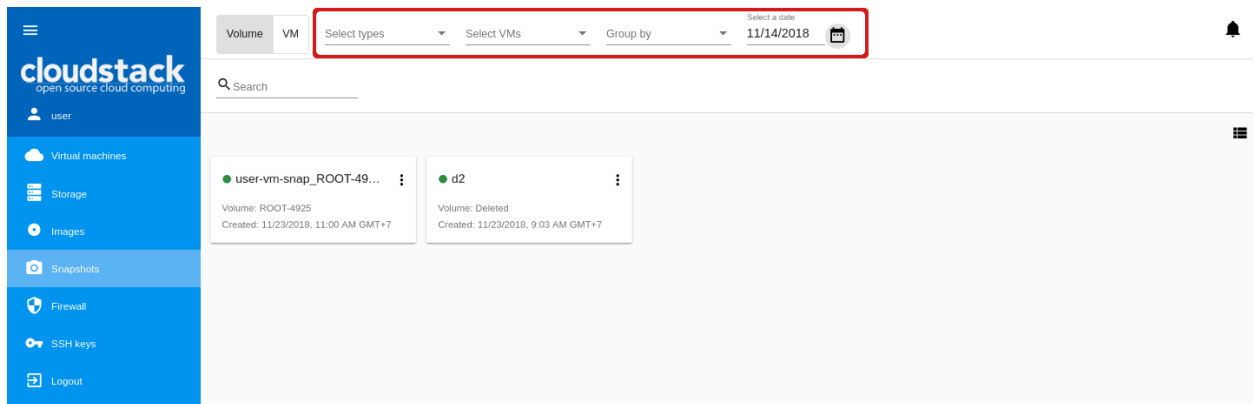 Select a date
Volume VM Select types Select VMs Group by 11/14/2018
cloudstack
open source cloud computing
Search
user
Virtual machines
Storage
Images
Snapshots
Firewall
SSH keys
Logout
user-vm-snap_ROOT-49...
Volume: ROOT-4925
Created: 11/23/2018, 11:00 AM GMT+7
d2
Volume: Deleted
Created: 11/23/2018, 9:03 AM GMT+7